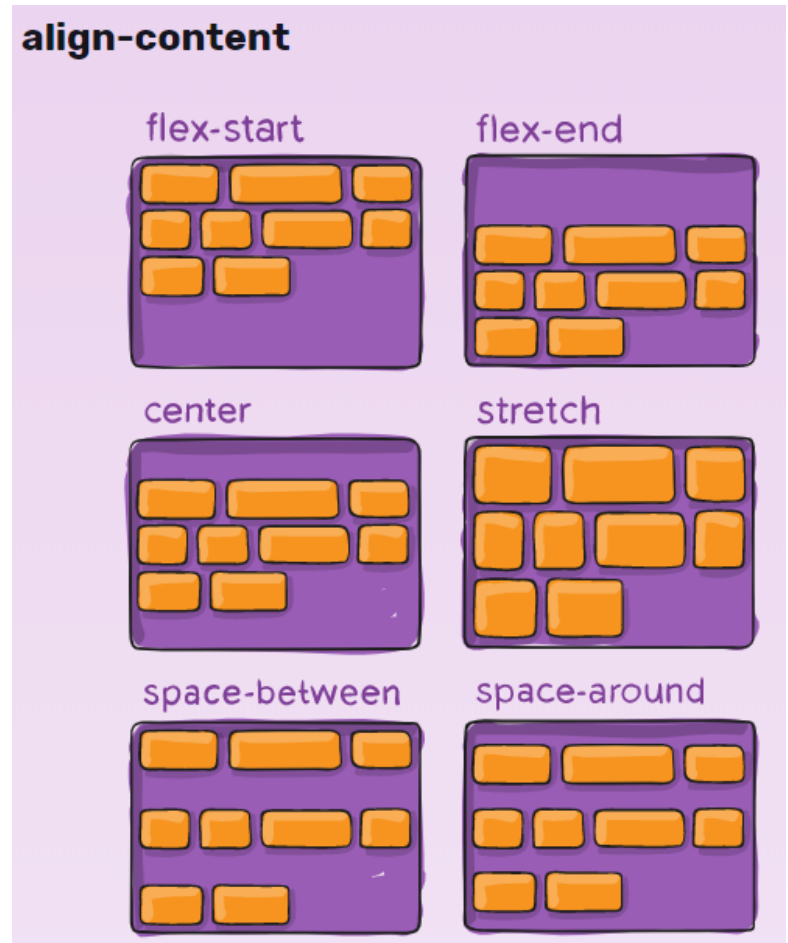 align-content
flex-start
flex-end
center
stretch
space-between
space-around